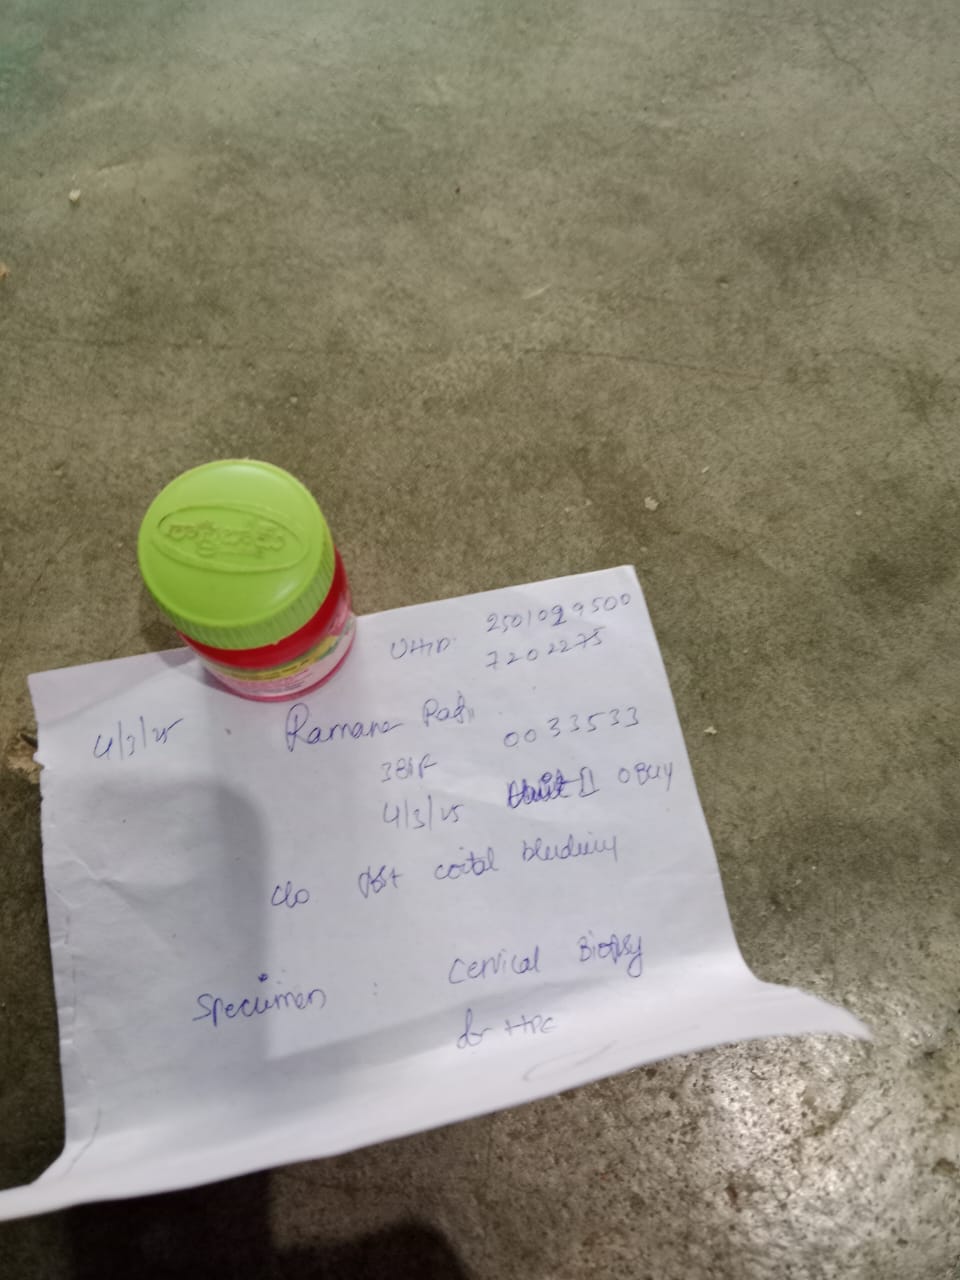 UHID: 2501029500
7202275
4/3/25 Ramana
38/F 0033533
4/3/25 Unit II OBGY
c/o post coital bleeding
Specimen : Cervical Biopsy
for HPE